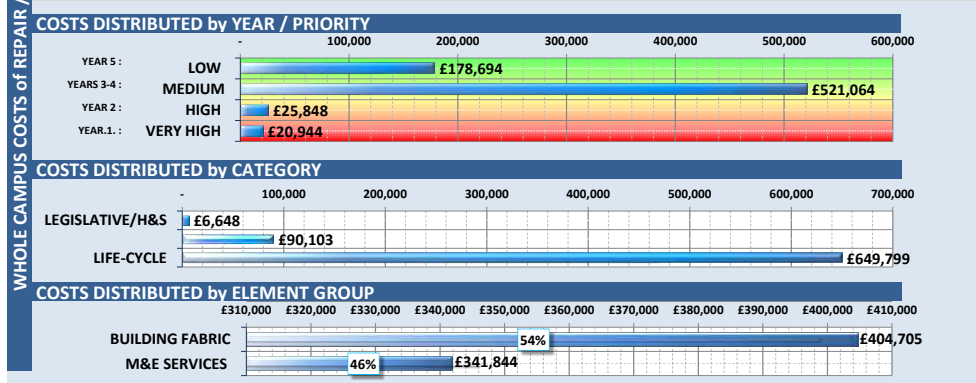 WHOLE CAMPUS COSTS of REPAIR /
COSTS DISTRIBUTED by YEAR / PRIORITY
- 100,000 200,000 300,000 400,000 500,000 600,000
YEAR 5 : LOW £178,694
YEARS 3-4 : MEDIUM £521,064
YEAR 2 : HIGH £25,848
YEAR.1. : VERY HIGH £20,944
COSTS DISTRIBUTED by CATEGORY
- 100,000 200,000 300,000 400,000 500,000 600,000 700,000
LEGISLATIVE/H&S £6,648
£90,103
LIFE-CYCLE £649,799
COSTS DISTRIBUTED by ELEMENT GROUP
£310,000 £320,000 £330,000 £340,000 £350,000 £360,000 £370,000 £380,000 £390,000 £400,000 £410,000
BUILDING FABRIC 54% £404,705
M&E SERVICES 46% £341,844